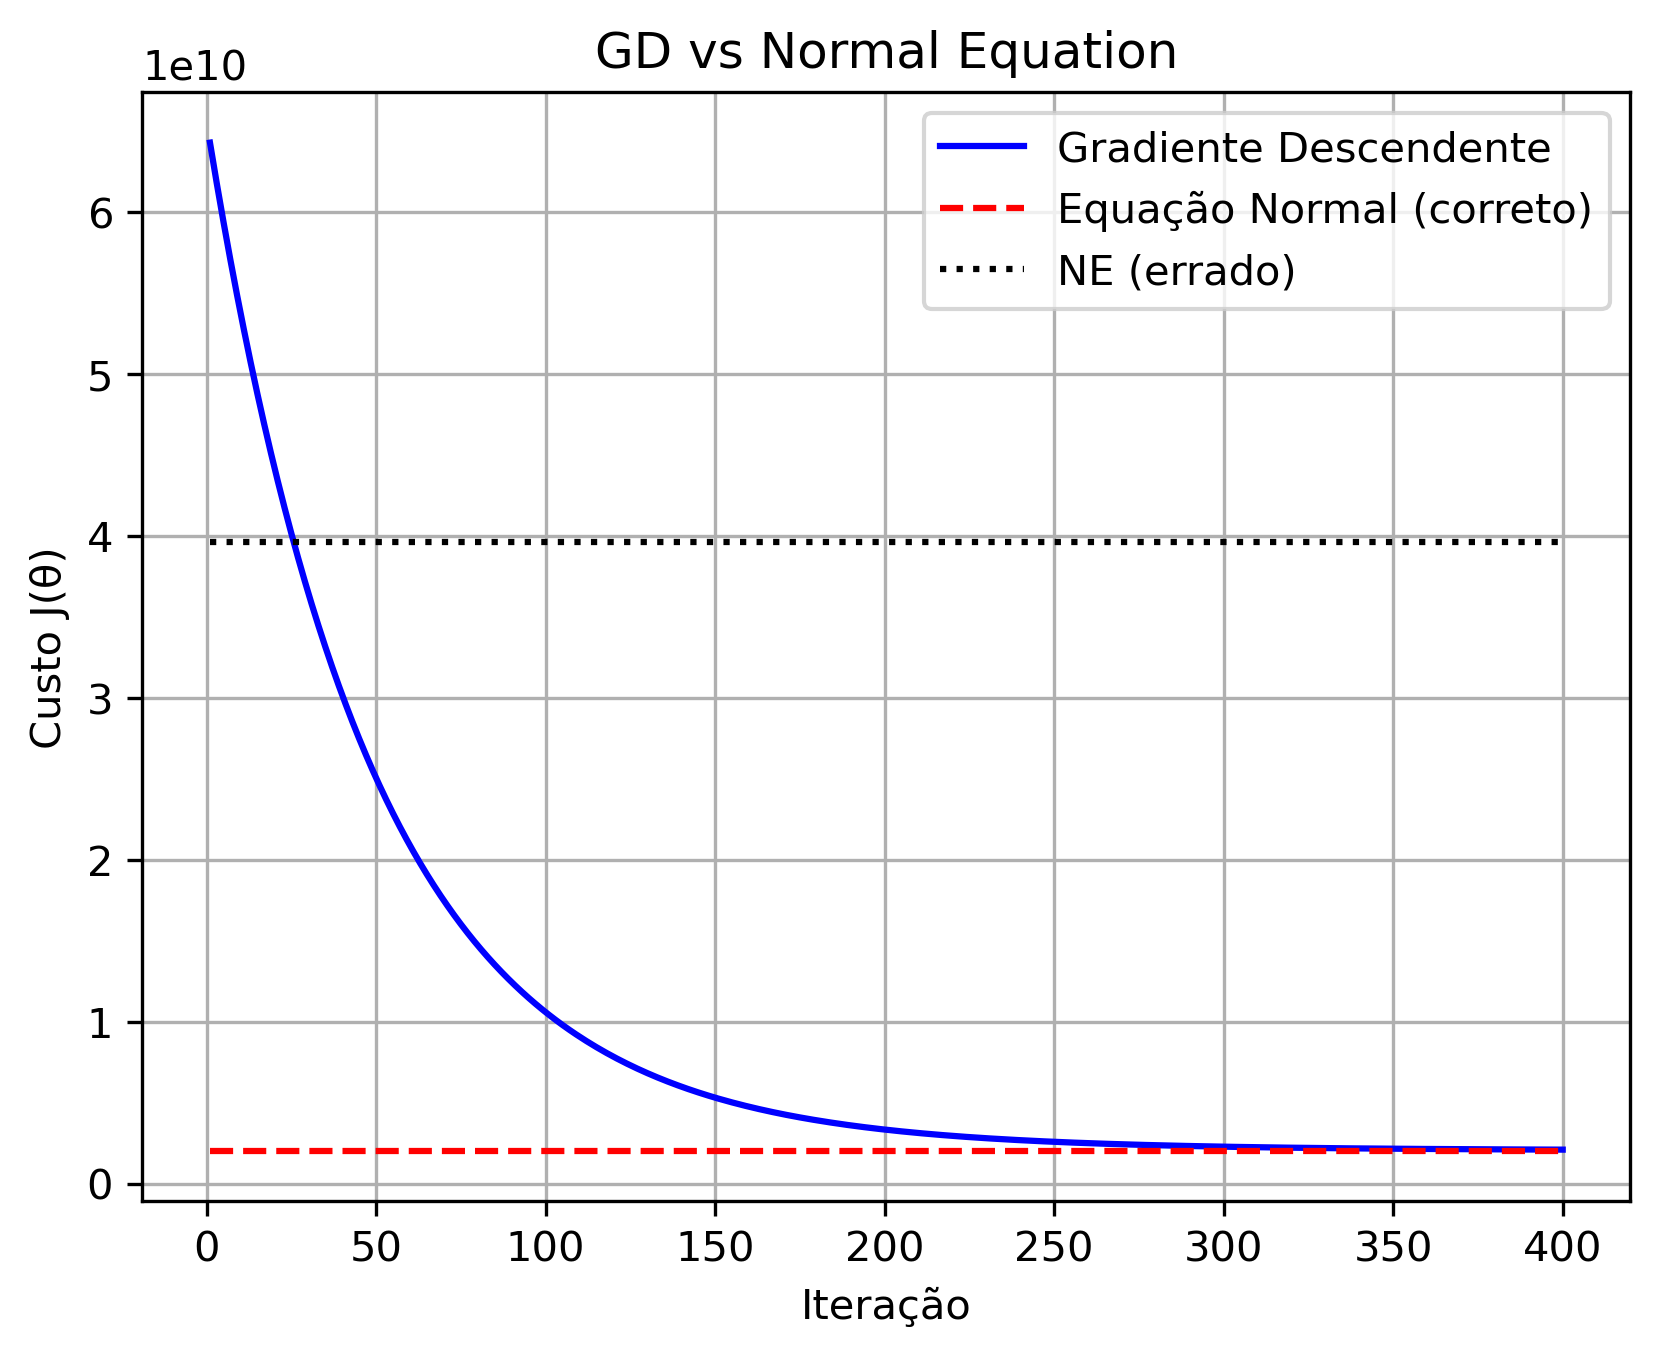 GD vs Normal Equation
1e10
Gradiente Descendente
Equação Normal (correto)
NE (errado)
6
5
4
3
2
1
0
Custo J(θ)
0 50 100 150 200 250 300 350 400
Iteração